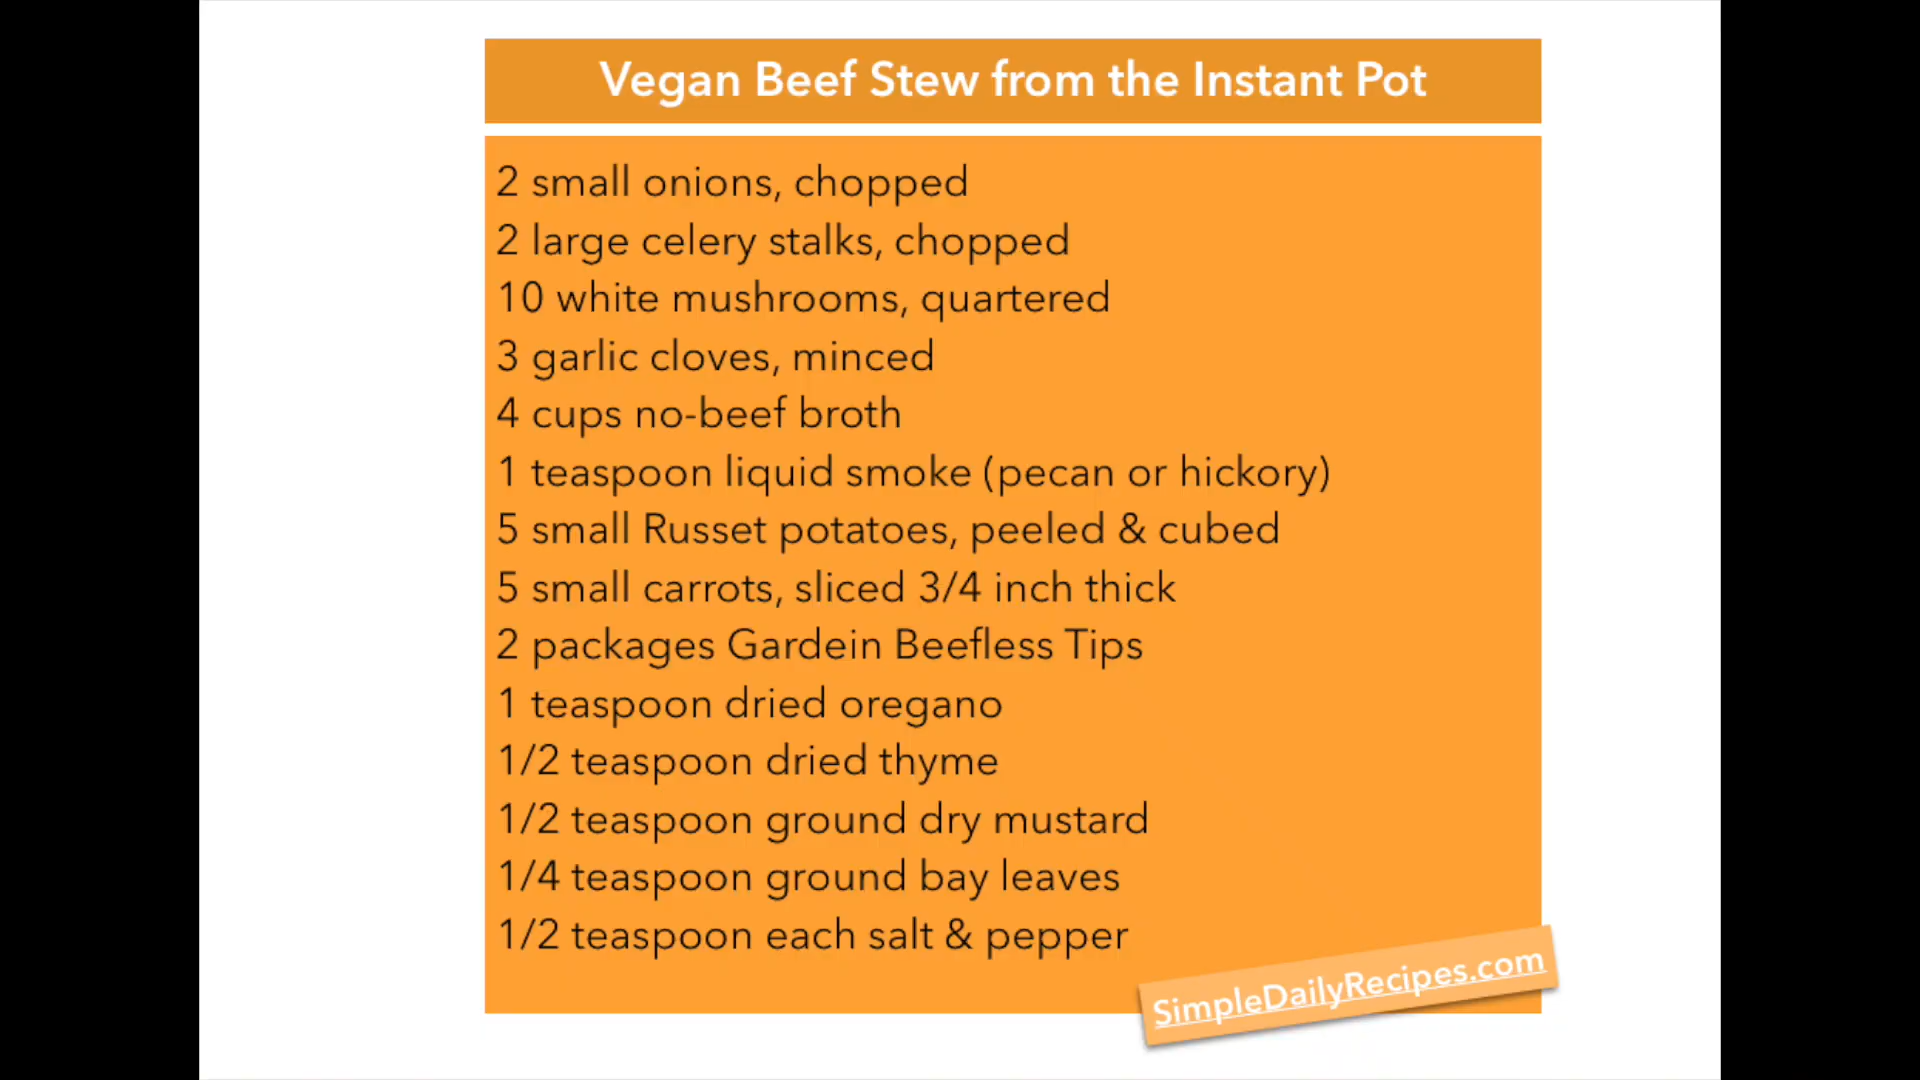 Vegan Beef Stew from the Instant Pot
2 small onions, chopped
2 large celery stalks, chopped
10 white mushrooms, quartered
3 garlic cloves, minced
4 cups no-beef broth
1 teaspoon liquid smoke (pecan or hickory)
5 small Russet potatoes, peeled & cubed
5 small carrots, sliced 3/4 inch thick
2 packages Gardein Beefless Tips
1 teaspoon dried oregano
1/2 teaspoon dried thyme
1/2 teaspoon ground dry mustard
1/4 teaspoon ground bay leaves
1/2 teaspoon each salt & pepper
SimpleDailyRecipes.com